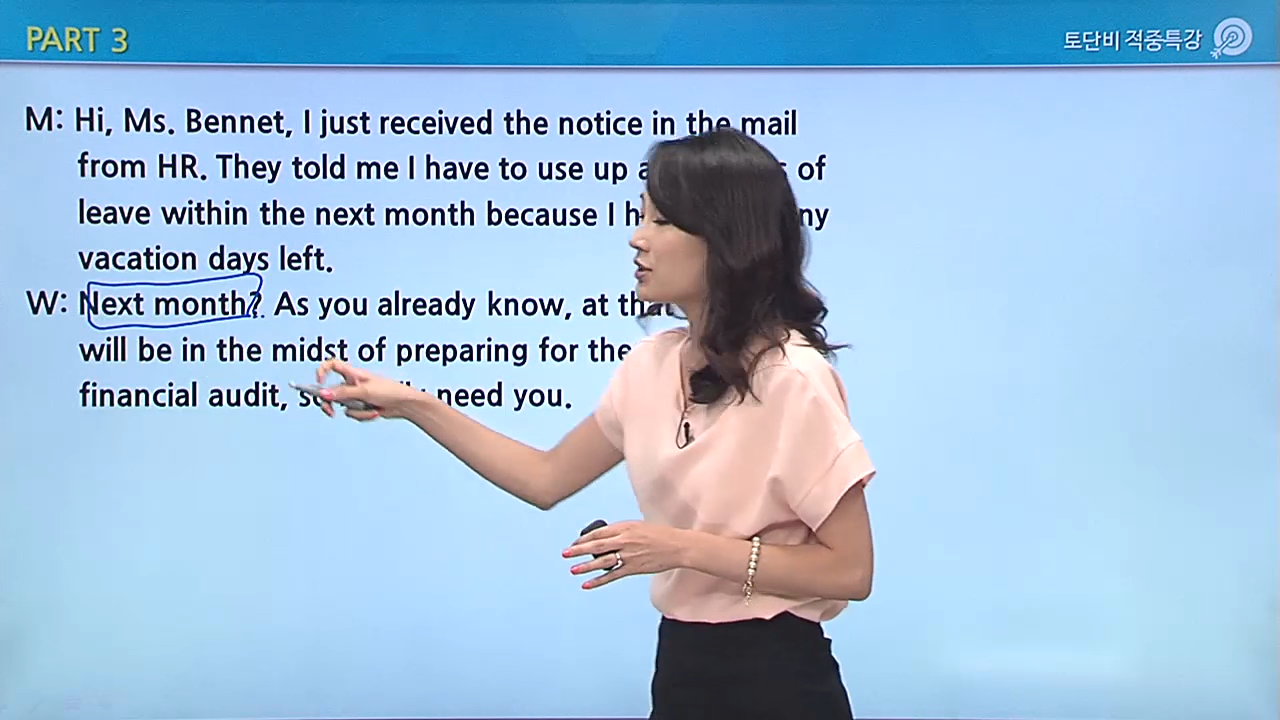 PART 3
토단비 적중특강
M: Hi, Ms. Bennet, I just received the notice in the mail
from HR. They told me I have to use up of
leave within the next month because I
vacation days left.
W: Next month? As you already know, at
will be in the midst of preparing for the
financial audit, need you.